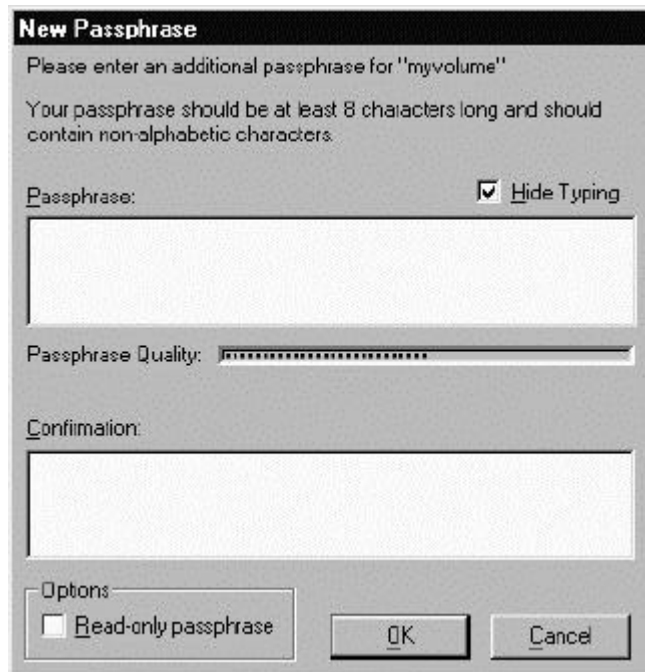 New Passphrase
Please enter an additional passphrase for "myvolume"
Your passphrase should be at least 8 characters long and should
contain non-alphabetic characters.
Passphrase:
Hide Typing
Passphrase Quality:
Confirmation:
Options
Read-only passphrase
OK
Cancel